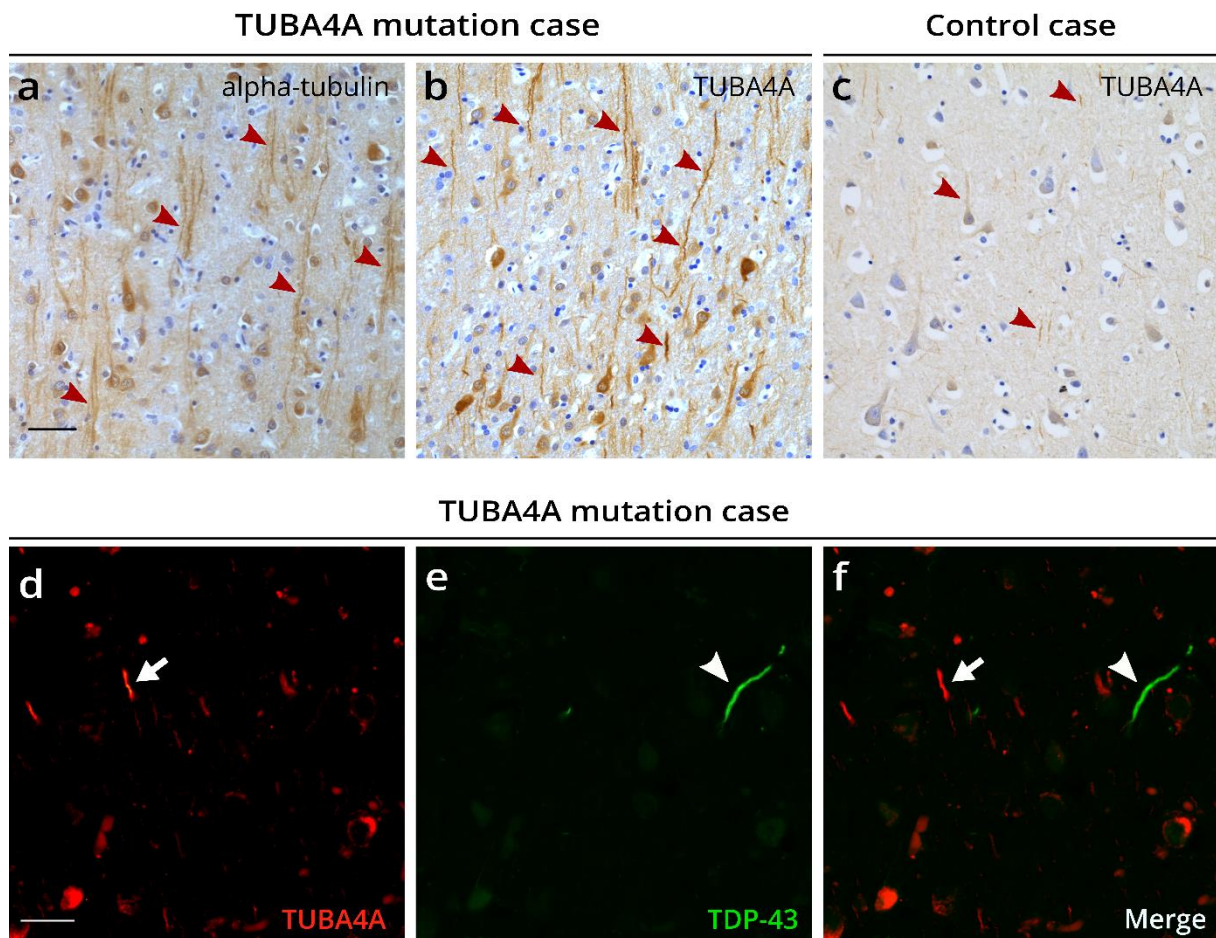 TUBA4A mutation case
Control case
a
alpha-tubulin
b
TUBA4A
c
TUBA4A
TUBA4A mutation case
d
TUBA4A
e
TDP-43
f
Merge